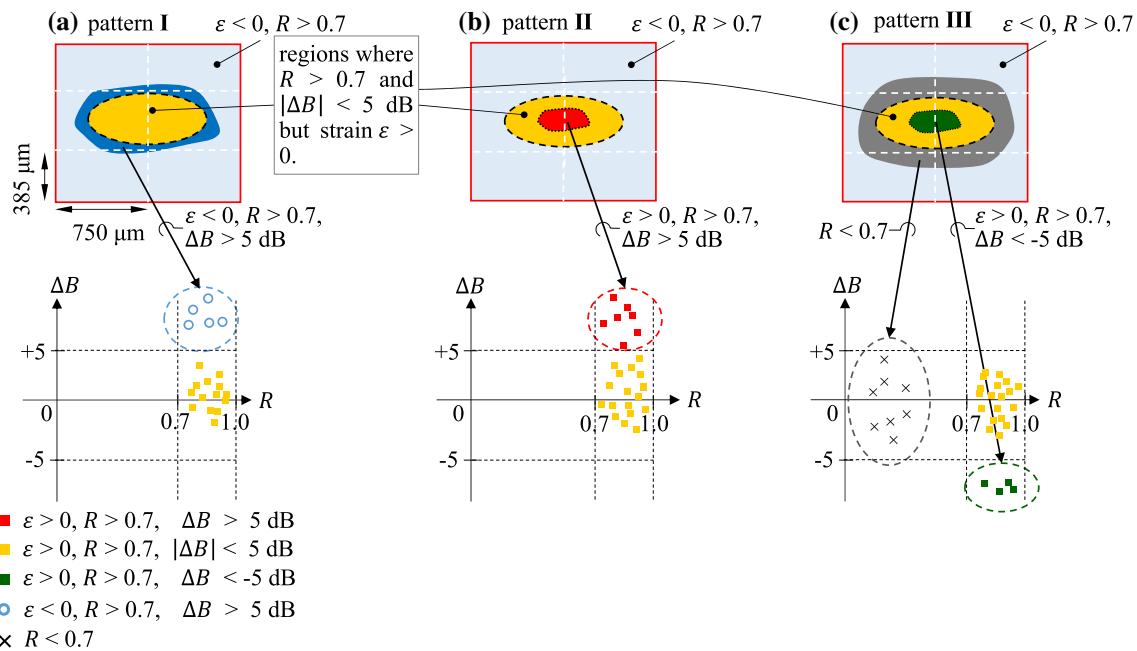 (a) pattern I
ε < 0, R > 0.7
(b) pattern II
ε < 0, R > 0.7
(c) pattern III
ε < 0, R > 0.7
regions where
R > 0.7 and
|ΔB| < 5 dB
but strain ε >
0.
385 μm
750 μm
ε < 0, R > 0.7,
ΔB > 5 dB
ε > 0, R > 0.7,
ΔB > 5 dB
R < 0.7
ε > 0, R > 0.7,
ΔB < -5 dB
ΔB
+5
0
-5
0.7
1.0
R
ΔB
+5
0
-5
0.7
1.0
R
ΔB
+5
0
-5
0.7
1.0
R
ε > 0, R > 0.7, ΔB > 5 dB
ε > 0, R > 0.7, |ΔB| < 5 dB
ε > 0, R > 0.7, ΔB < -5 dB
ε < 0, R > 0.7, ΔB > 5 dB
R < 0.7